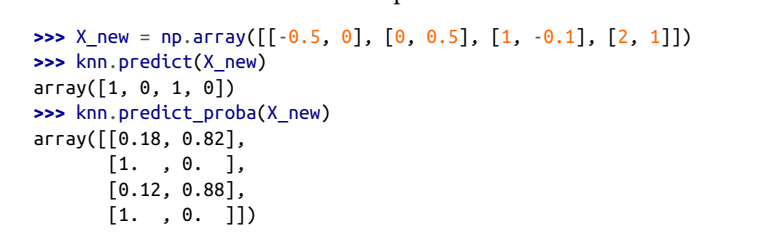 >>> X_new = np.array([[-0.5, 0], [0, 0.5], [1, -0.1], [2, 1]])
>>> knn.predict(X_new)
array([1, 0, 1, 0])
>>> knn.predict_proba(X_new)
array([[0.18, 0.82],
       [1.  , 0.  ],
       [0.12, 0.88],
       [1.  , 0.  ]])